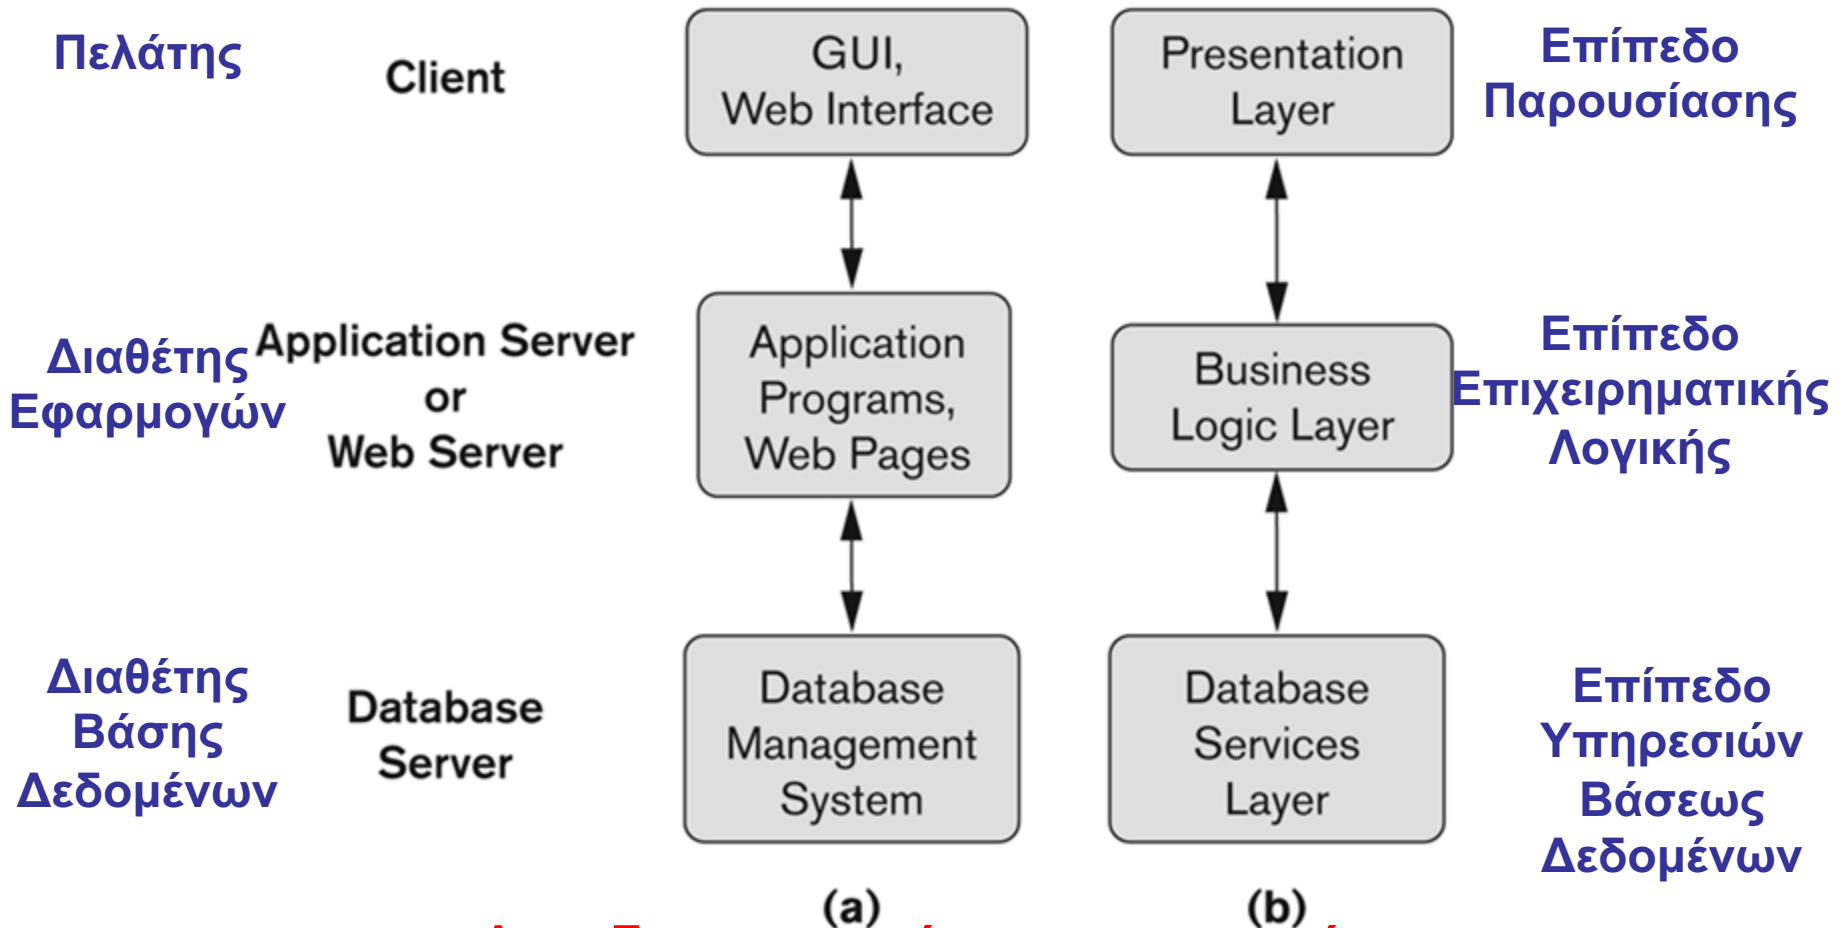 Πελάτης
Client
GUI,
Web Interface
Presentation
Layer
Επίπεδο
Παρουσίασης
Διαθέτης
Εφαρμογών
Application Server
or
Web Server
Application
Programs,
Web Pages
Business
Logic Layer
Επίπεδο
Επιχειρηματικής
Λογικής
Διαθέτης
Βάσης
Δεδομένων
Database
Server
Database
Management
System
Database
Services
Layer
Επίπεδο
Υπηρεσιών
Βάσεως
Δεδομένων
(a)
(b)